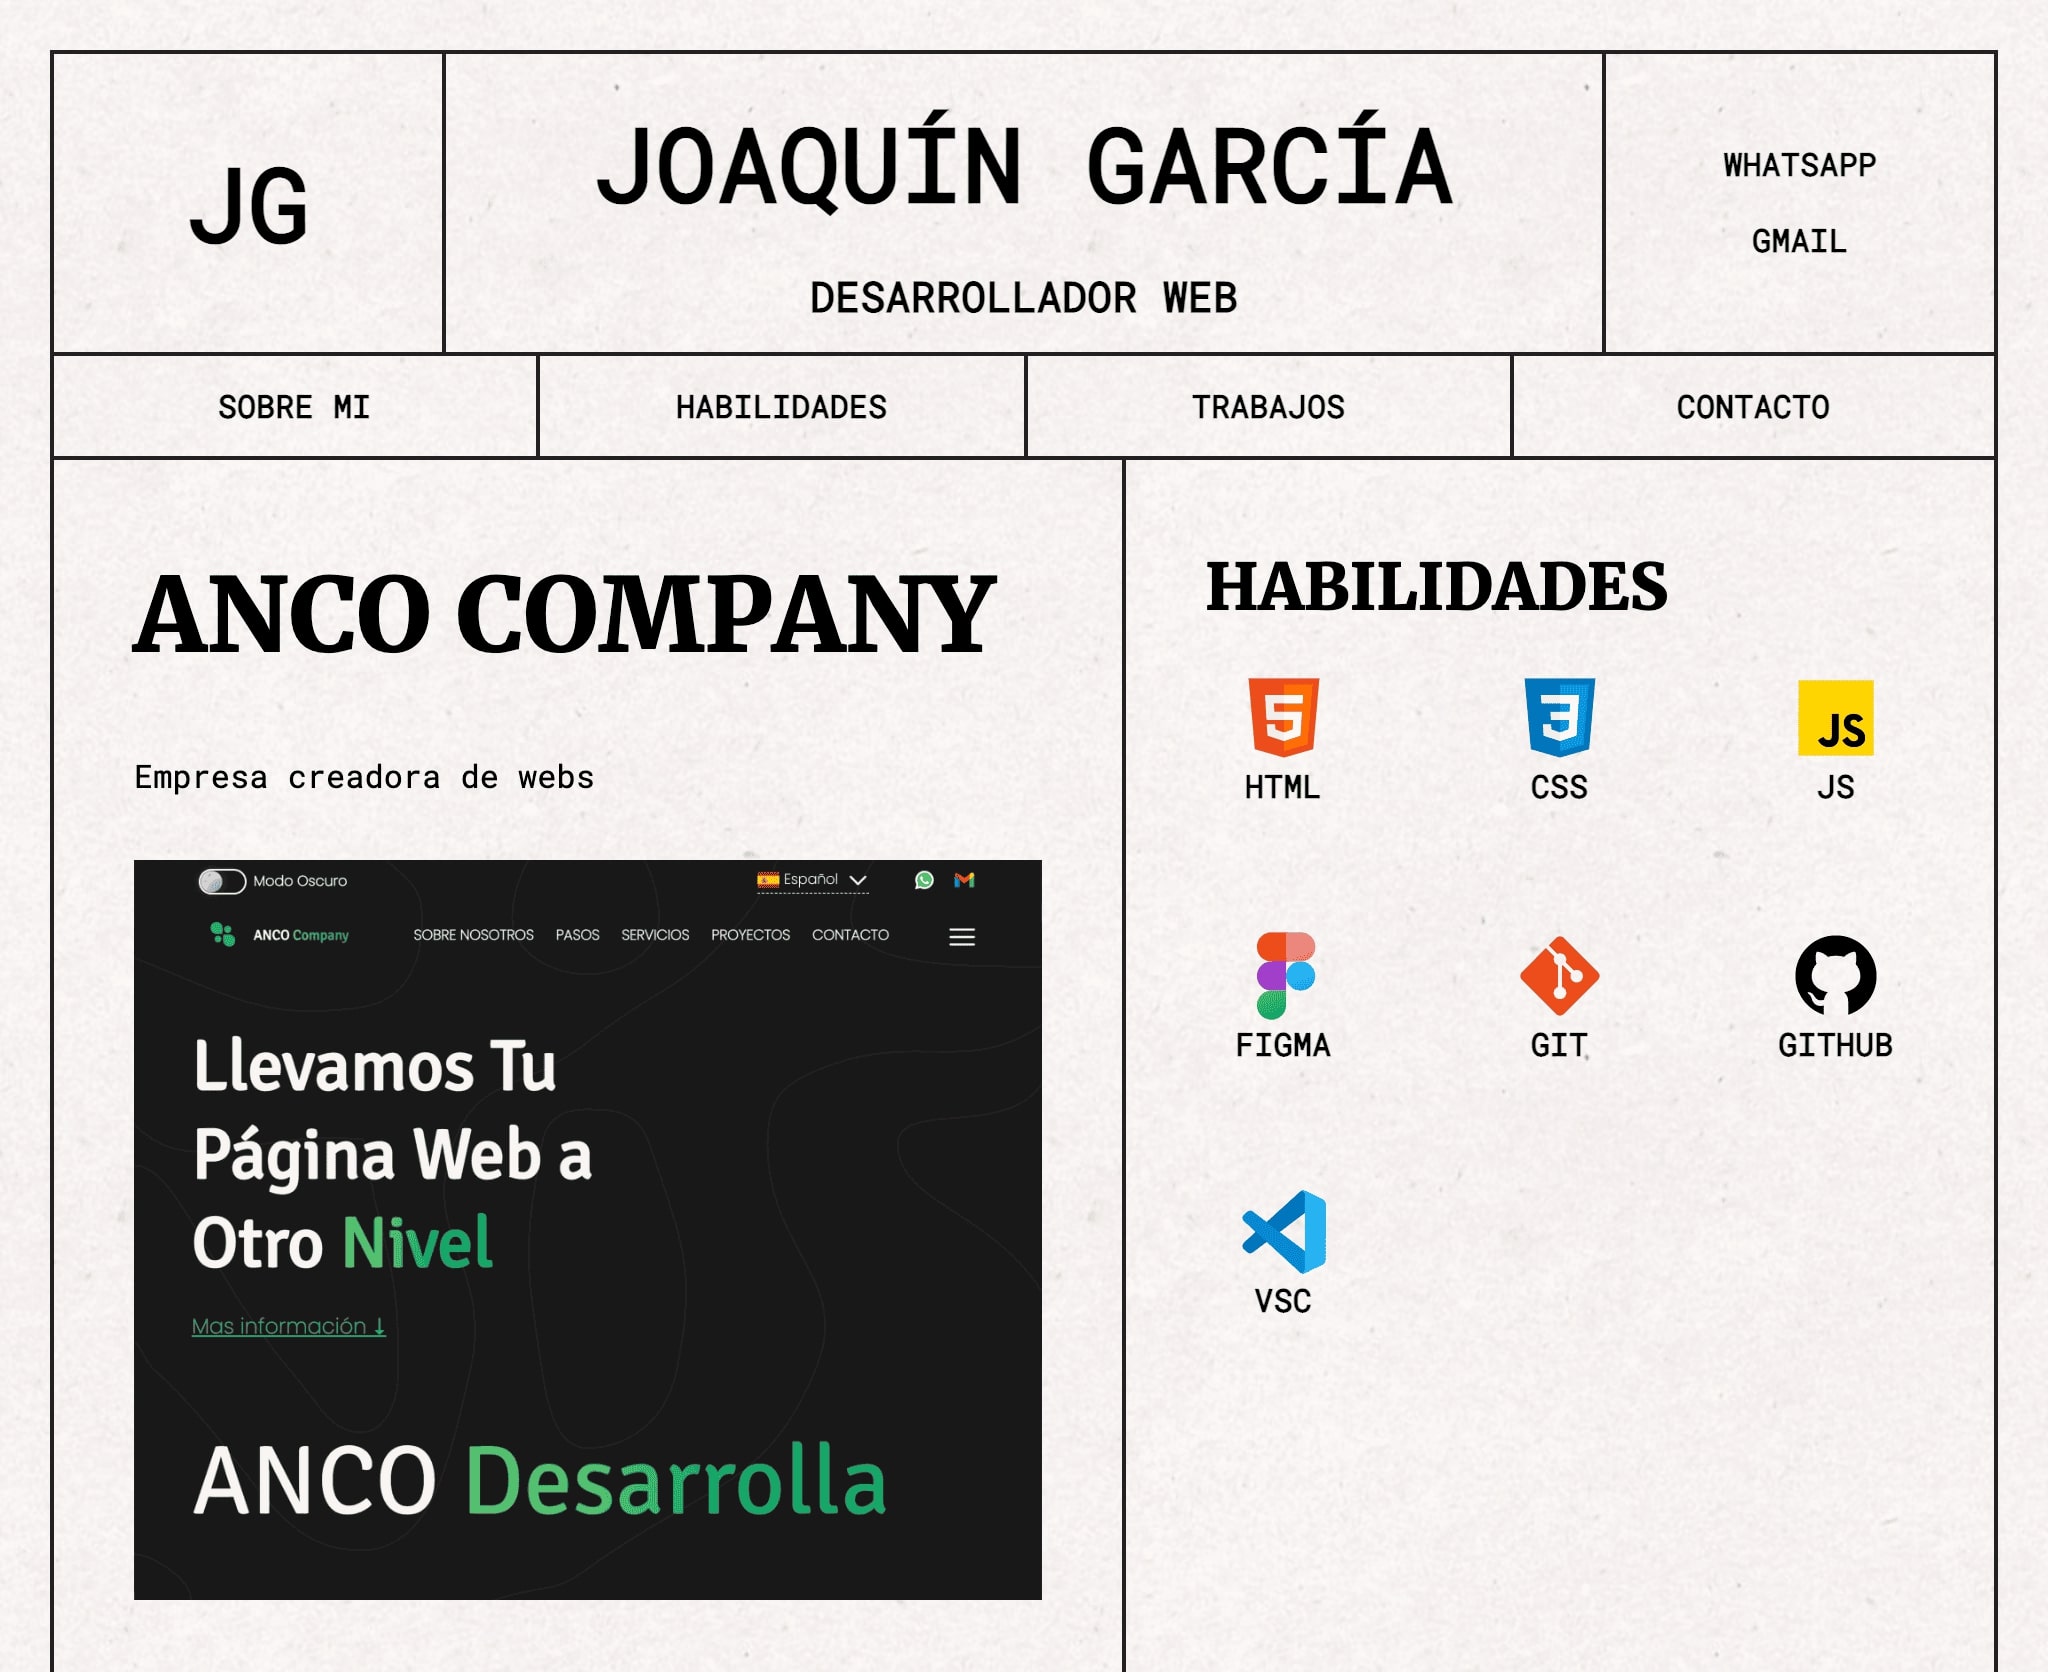 JG
JOAQUÍN GARCÍA
DESARROLLADOR WEB
WHATSAPP
GMAIL
SOBRE MI
HABILIDADES
TRABAJOS
CONTACTO
ANCO COMPANY
Empresa creadora de webs
Modo Oscuro
Español
ANCO Company
SOBRE NOSOTROS
PASOS
SERVICIOS
PROYECTOS
CONTACTO
Llevamos Tu
Página Web a
Otro Nivel
Mas información ↓
ANCO Desarrolla
HABILIDADES
5
3
JS
HTML
CSS
JS
FIGMA
GIT
GITHUB
VSC